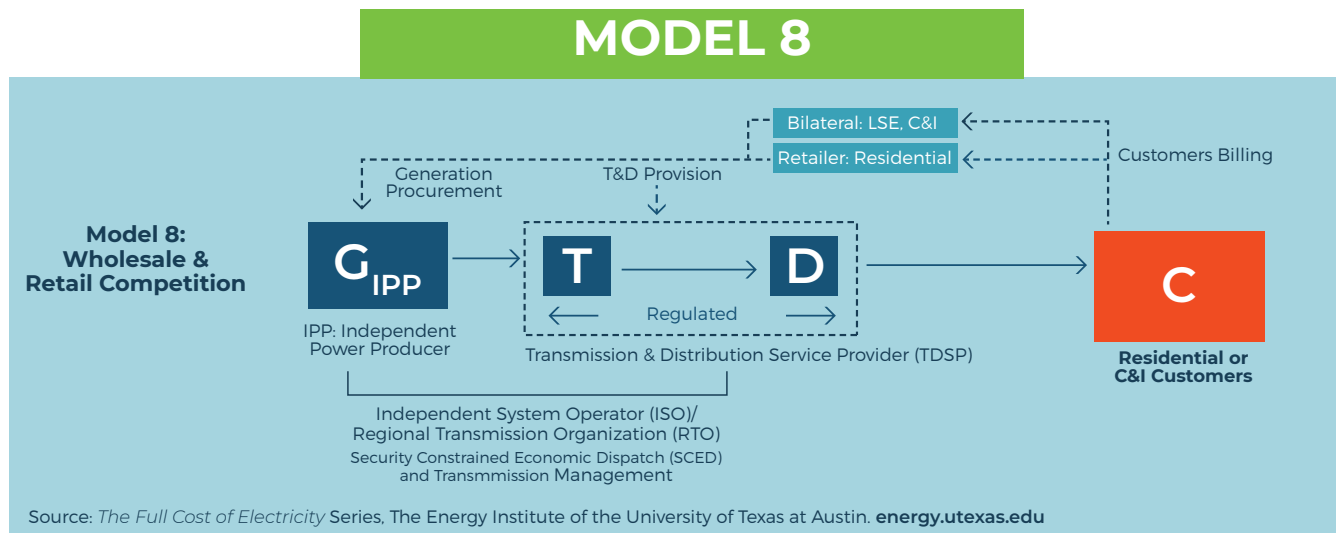 MODEL 8
Bilateral: LSE, C&I
Retailer: Residential
Customers Billing
Generation
Procurement
T&D Provision
Model 8:
Wholesale &
Retail Competition
G IPP
T
D
C
Regulated
IPP: Independent
Power Producer
Transmission & Distribution Service Provider (TDSP)
Residential or
C&I Customers
Independent System Operator (ISO)/
Regional Transmission Organization (RTO)
Security Constrained Economic Dispatch (SCED)
and Transmmission Management
Source: The Full Cost of Electricity Series, The Energy Institute of the University of Texas at Austin. energy.utexas.edu